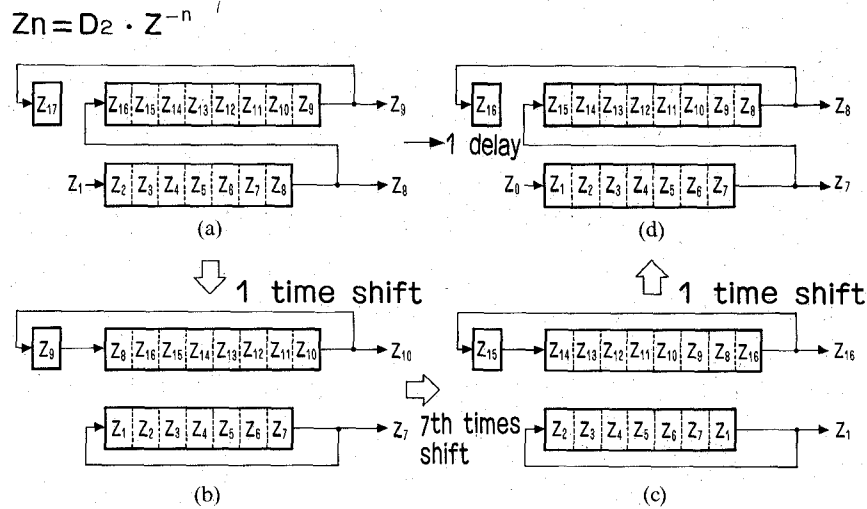 Zn=D₂·Z⁻ⁿ
Z₁₇ Z₁₆ Z₁₅ Z₁₄ Z₁₃ Z₁₂ Z₁₁ Z₁₀ Z₉ Z₉
Z₁ Z₂ Z₃ Z₄ Z₅ Z₆ Z₇ Z₈ Z₈
(a)
1 delay
Z₁₆ Z₁₅ Z₁₄ Z₁₃ Z₁₂ Z₁₁ Z₁₀ Z₉ Z₈ Z₈
Z₀ Z₁ Z₂ Z₃ Z₄ Z₅ Z₆ Z₇ Z₇
(d)
1 time shift
1 time shift
Z₉ Z₈ Z₁₆ Z₁₅ Z₁₄ Z₁₃ Z₁₂ Z₁₁ Z₁₀ Z₁₀
Z₁ Z₂ Z₃ Z₄ Z₅ Z₆ Z₇ Z₇
(b)
7th times
shift
Z₁₅ Z₁₄ Z₁₃ Z₁₂ Z₁₁ Z₁₀ Z₉ Z₈ Z₁₆ Z₁₆
Z₂ Z₃ Z₄ Z₅ Z₆ Z₇ Z₁ Z₁
(c)